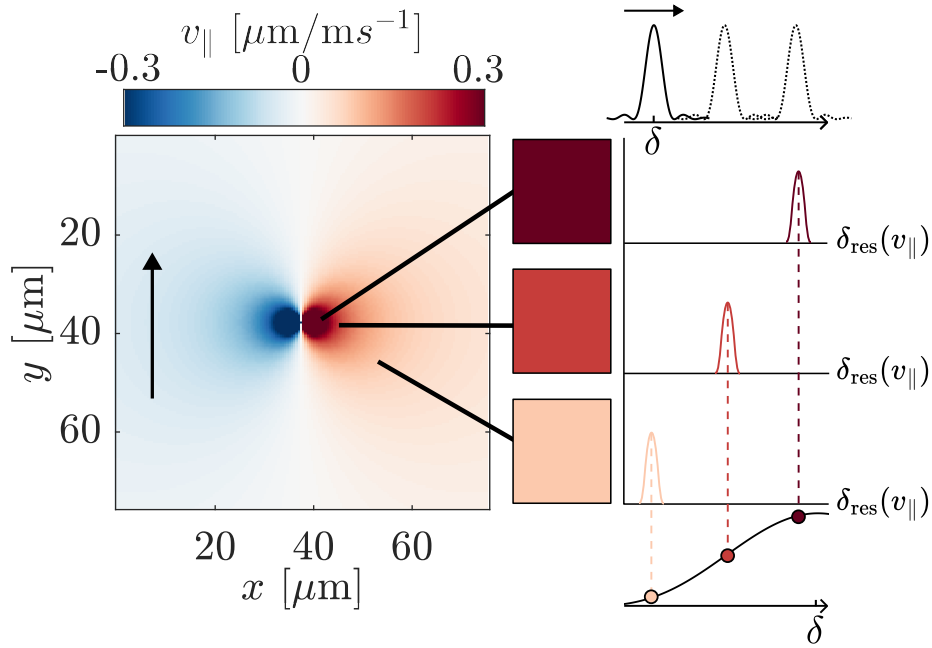 v∥ [μm/ms⁻¹]
-0.3 0 0.3
δ
20
40
60
y [μm]
20 40 60
x [μm]
δres(v∥)
δres(v∥)
δres(v∥)
δ